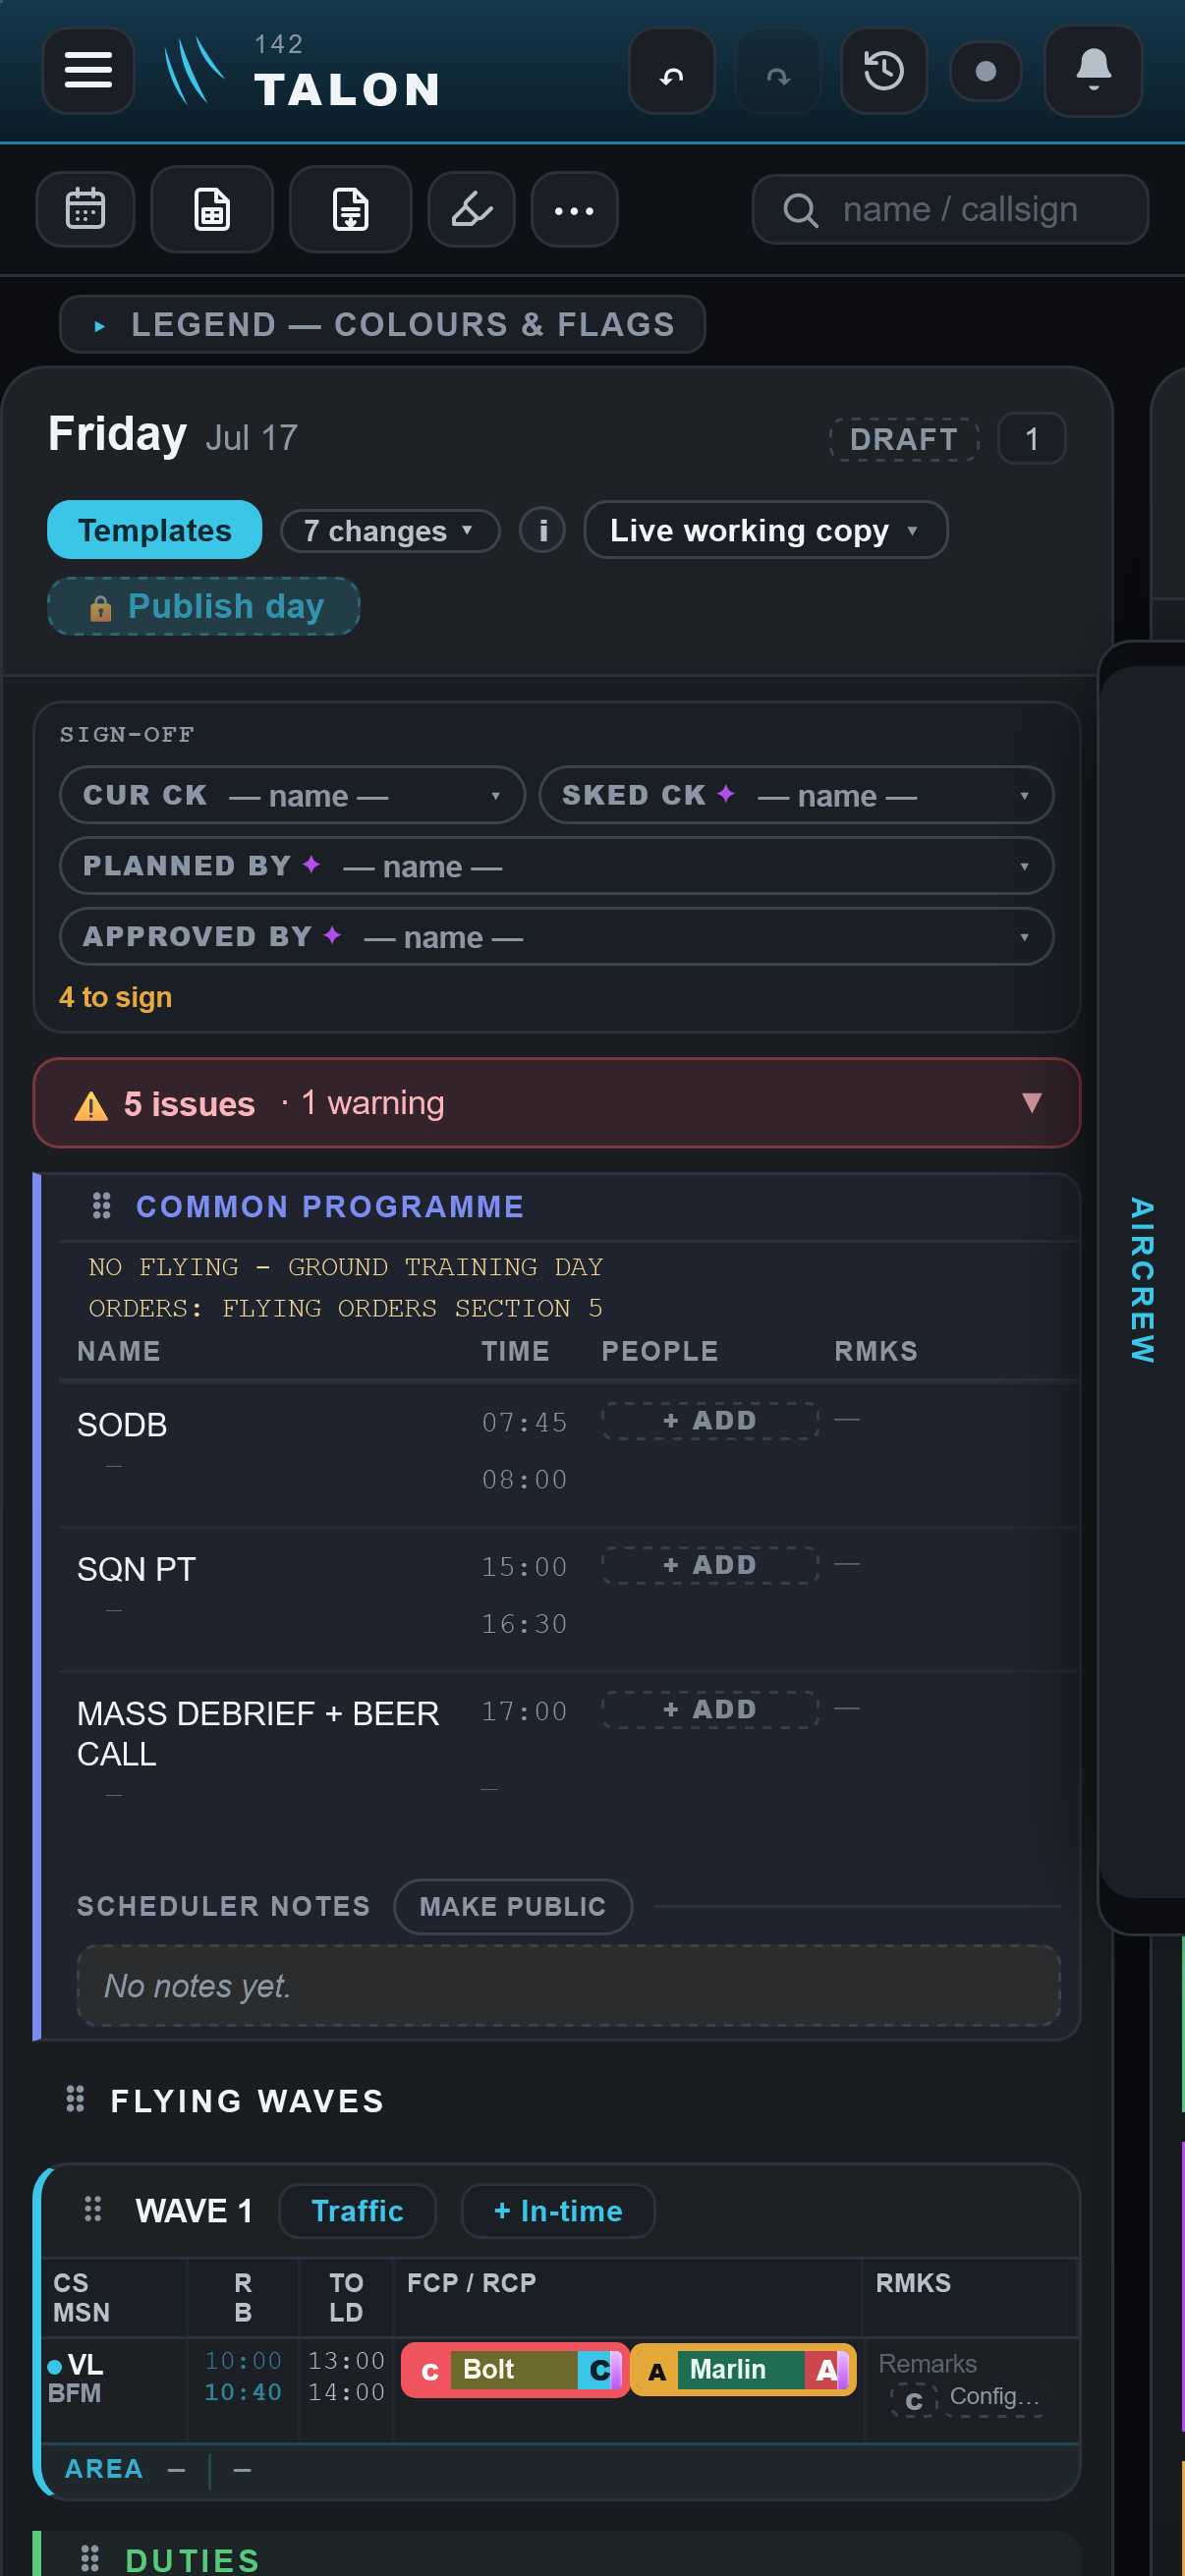 142
TALON
name / callsign
LEGEND — COLOURS & FLAGS
Friday Jul 17
DRAFT 1
Templates 7 changes i Live working copy
Publish day
SIGN-OFF
CUR CK — name — SKED CK — name —
PLANNED BY — name —
APPROVED BY — name —
4 to sign
5 issues · 1 warning
COMMON PROGRAMME
NO FLYING - GROUND TRAINING DAY
ORDERS: FLYING ORDERS SECTION 5
NAME TIME PEOPLE RMKS
SODB 07:45 + ADD —
— 08:00
SQN PT 15:00 + ADD —
— 16:30
MASS DEBRIEF + BEER 17:00 + ADD —
CALL
— —
SCHEDULER NOTES MAKE PUBLIC
No notes yet.
AIRCREW
FLYING WAVES
WAVE 1 Traffic + In-time
CS R TO FCP / RCP RMKS
MSN B LD
VL 10:00 13:00 C Bolt C A Marlin A Remarks
BFM 10:40 14:00 C Config...
AREA — —
DUTIES